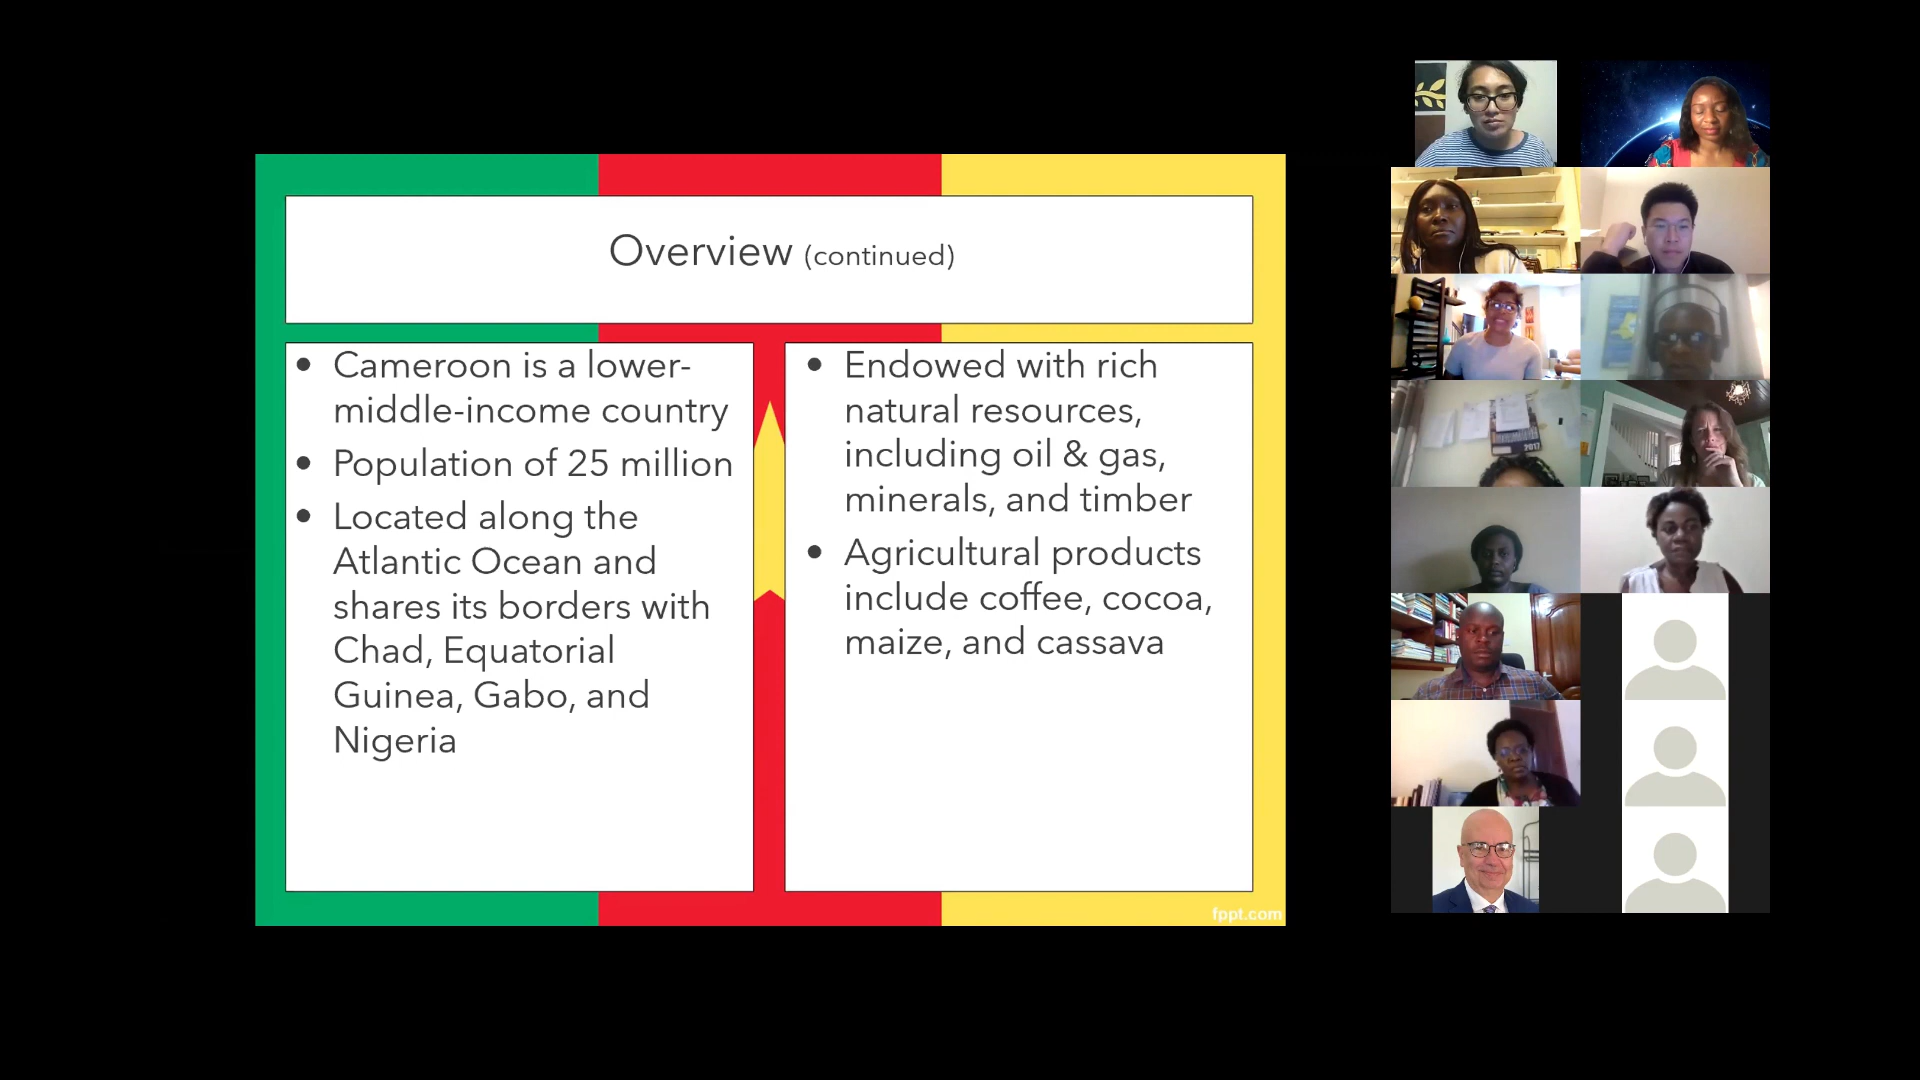 Overview (continued)
• Cameroon is a lower-
middle-income country
• Population of 25 million
• Located along the
Atlantic Ocean and
shares its borders with
Chad, Equatorial
Guinea, Gabo, and
Nigeria
• Endowed with rich
natural resources,
including oil & gas,
minerals, and timber
• Agricultural products
include coffee, cocoa,
maize, and cassava
fppt.com
2017